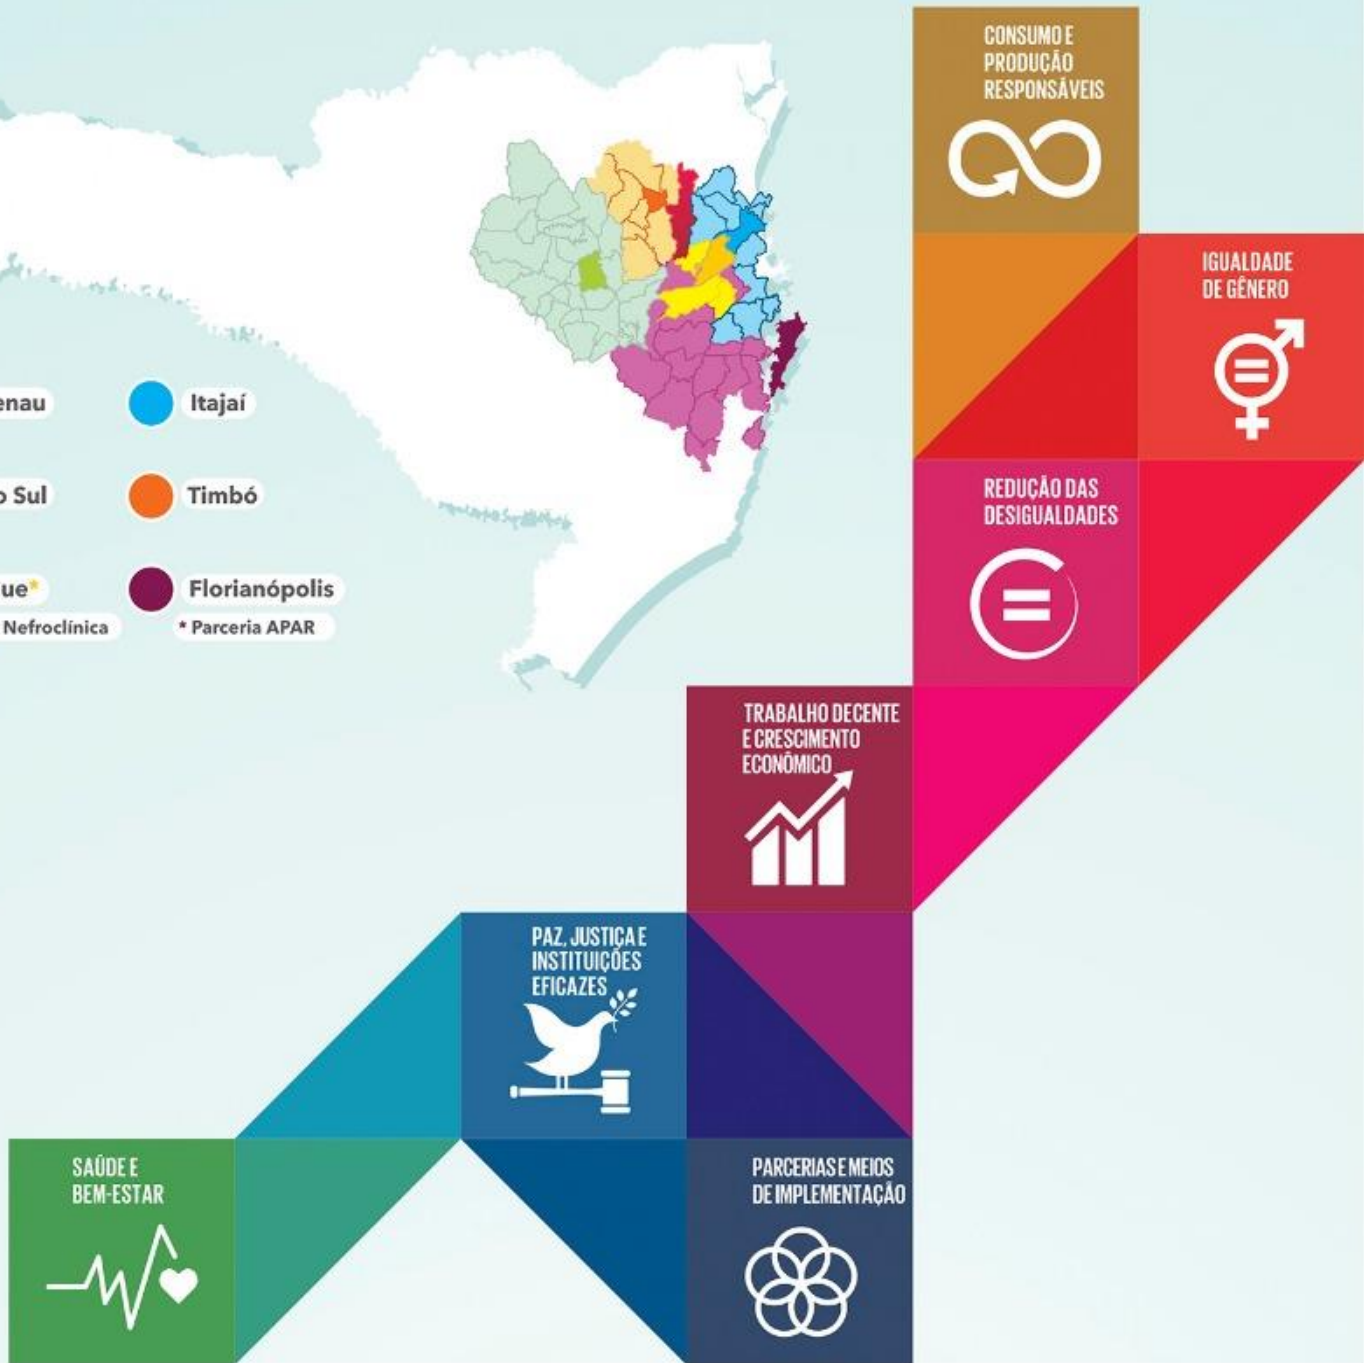 CONSUMO E
PRODUÇÃO
RESPONSÁVEIS
IGUALDADE
DE GÊNERO
enau
Itajaí
o Sul
Timbó
ue*
Florianópolis
Nefroclínica
* Parceria APAR
REDUÇÃO DAS
DESIGUALDADES
TRABALHO DECENTE
E CRESCIMENTO
ECONÔMICO
PAZ, JUSTIÇA E
INSTITUIÇÕES
EFICAZES
SAÚDE E
BEM-ESTAR
PARCERIAS E MEIOS
DE IMPLEMENTAÇÃO